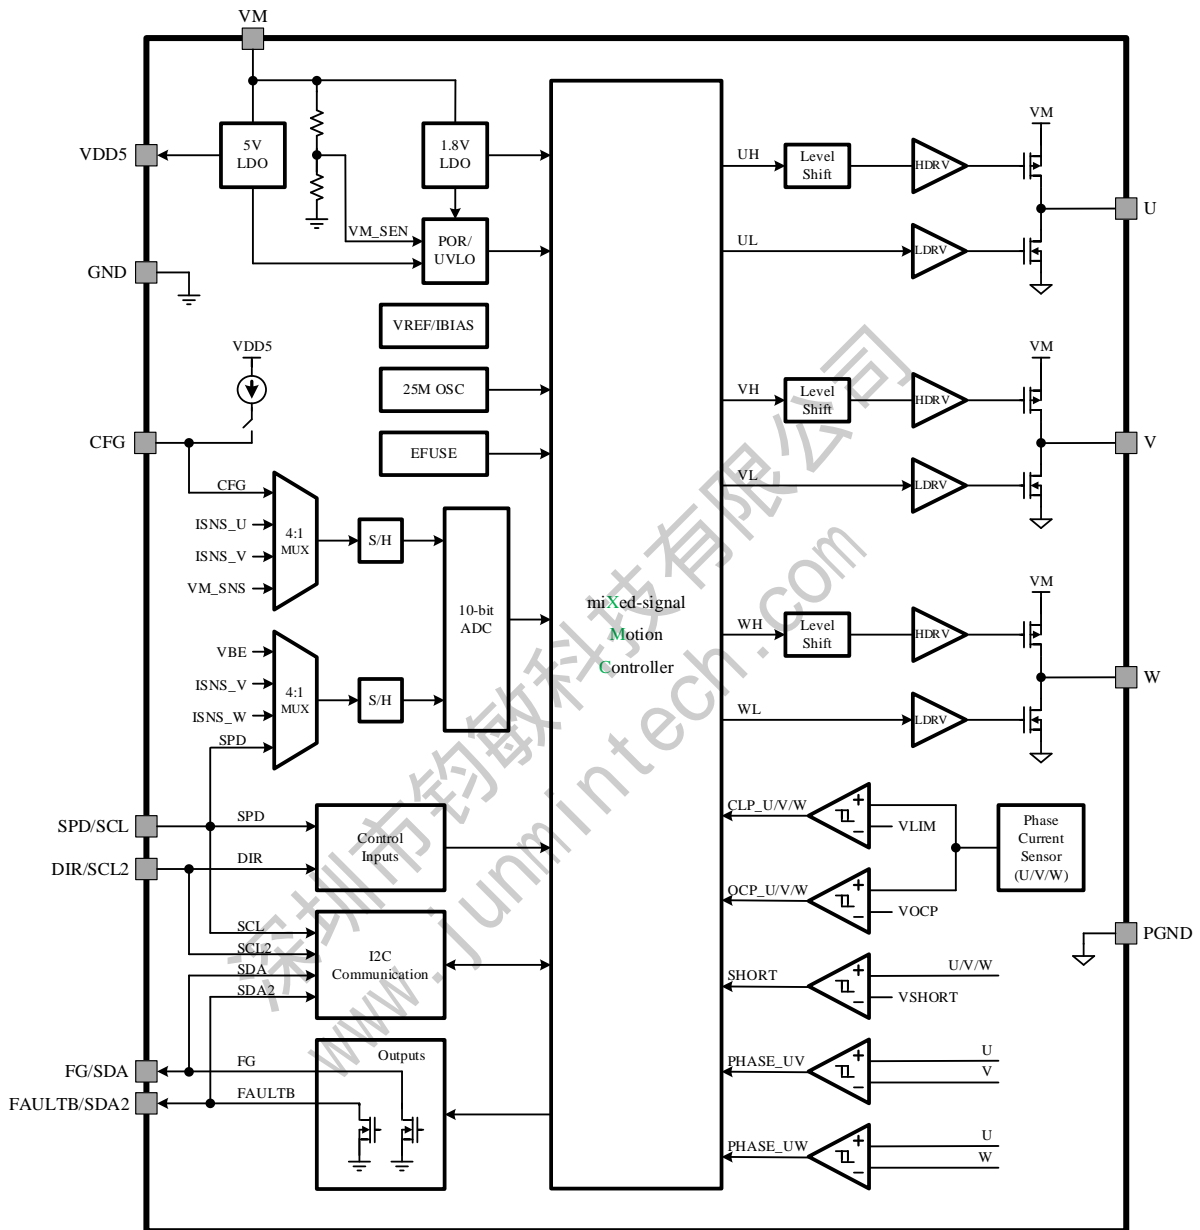 VM
VDD5
5V
LDO
1.8V
LDO
VM_SEN
POR/
UVLO
GND
VREF/IBIAS
VDD5
25M OSC
CFG
EFUSE
CFG
ISNS_U
ISNS_V
VM_SNS
4:1
MUX
S/H
10-bit
ADC
VBE
ISNS_V
ISNS_W
SPD
4:1
MUX
S/H
SPD/SCL
SPD
DIR/SCL2
DIR
Control
Inputs
SCL
SCL2
SDA
SDA2
I2C
Communication
FG/SDA
FG
Outputs
FAULTB/SDA2
FAULTB
miXed-signal
Motion
Controller
UH
Level
Shift
HDRV
VM
U
UL
LDRV
VH
Level
Shift
HDRV
VM
V
VL
LDRV
WH
Level
Shift
HDRV
VM
W
WL
LDRV
CLP_U/V/W
VLIM
Phase
Current
Sensor
(U/V/W)
OCP_U/V/W
VOCP
PGND
SHORT
U/V/W
VSHORT
PHASE_UV
U
V
PHASE_UW
U
W
深圳市钧敏科技有限公司
www.junmintech.com